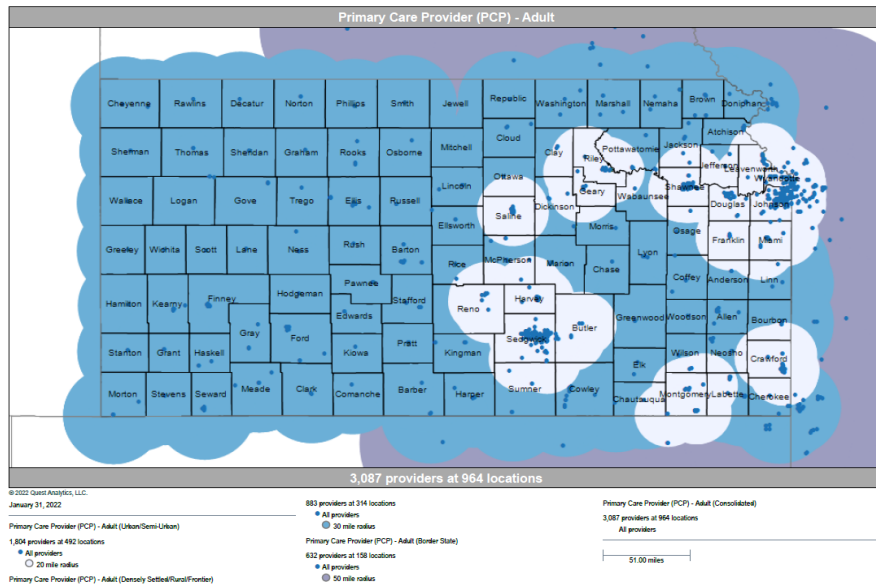 Primary Care Provider (PCP) - Adult
Cheyenne Rawlins Decatur Norton Phillips Smith Jewell Republic Washington Marshall Nemaha Brown Doniphan
Atchison
Sherman Thomas Sheridan Graham Rooks Osborne Mitchell Cloud Clay Riley Pottawatomie Jackson Jefferson Leavenworth Wyandotte
Wallace Logan Gove Trego Ellis Russell Lincoln Ottawa Saline Dickinson Geary Wabaunsee Shawnee Douglas Johnson
Greeley Wichita Scott Lane Ness Rush Barton Ellsworth Rice McPherson Marion Morris Chase Lyon Osage Franklin Miami
Hamilton Kearny Finney Hodgeman Pawnee Edwards Stafford Reno Harvey Butler Greenwood Coffey Anderson Linn
Stanton Grant Haskell Gray Ford Kiowa Pratt Kingman Sedgwick Elk Woodson Allen Bourbon Wilson Neosho Crawford
Morton Stevens Seward Meade Clark Comanche Barber Harper Sumner Cowley Chautauqua Montgomery Labette Cherokee
3,087 providers at 964 locations
© 2022 Quest Analytics, LLC.
January 31, 2022
Primary Care Provider (PCP) - Adult (Urban/Semi-Urban)
1,804 providers at 492 locations
All providers
20 mile radius
Primary Care Provider (PCP) - Adult (Densely Settled/Rural/Frontier)
883 providers at 314 locations
All providers
30 mile radius
Primary Care Provider (PCP) - Adult (Border State)
632 providers at 158 locations
All providers
50 mile radius
Primary Care Provider (PCP) - Adult (Consolidated)
3,087 providers at 964 locations
All providers
51.00 miles